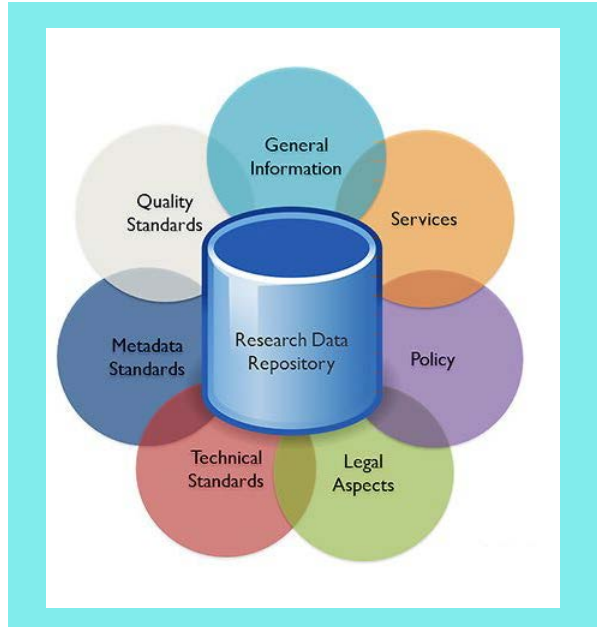 General
Information
Quality
Standards
Services
Metadata
Standards
Research Data
Repository
Policy
Technical
Standards
Legal
Aspects